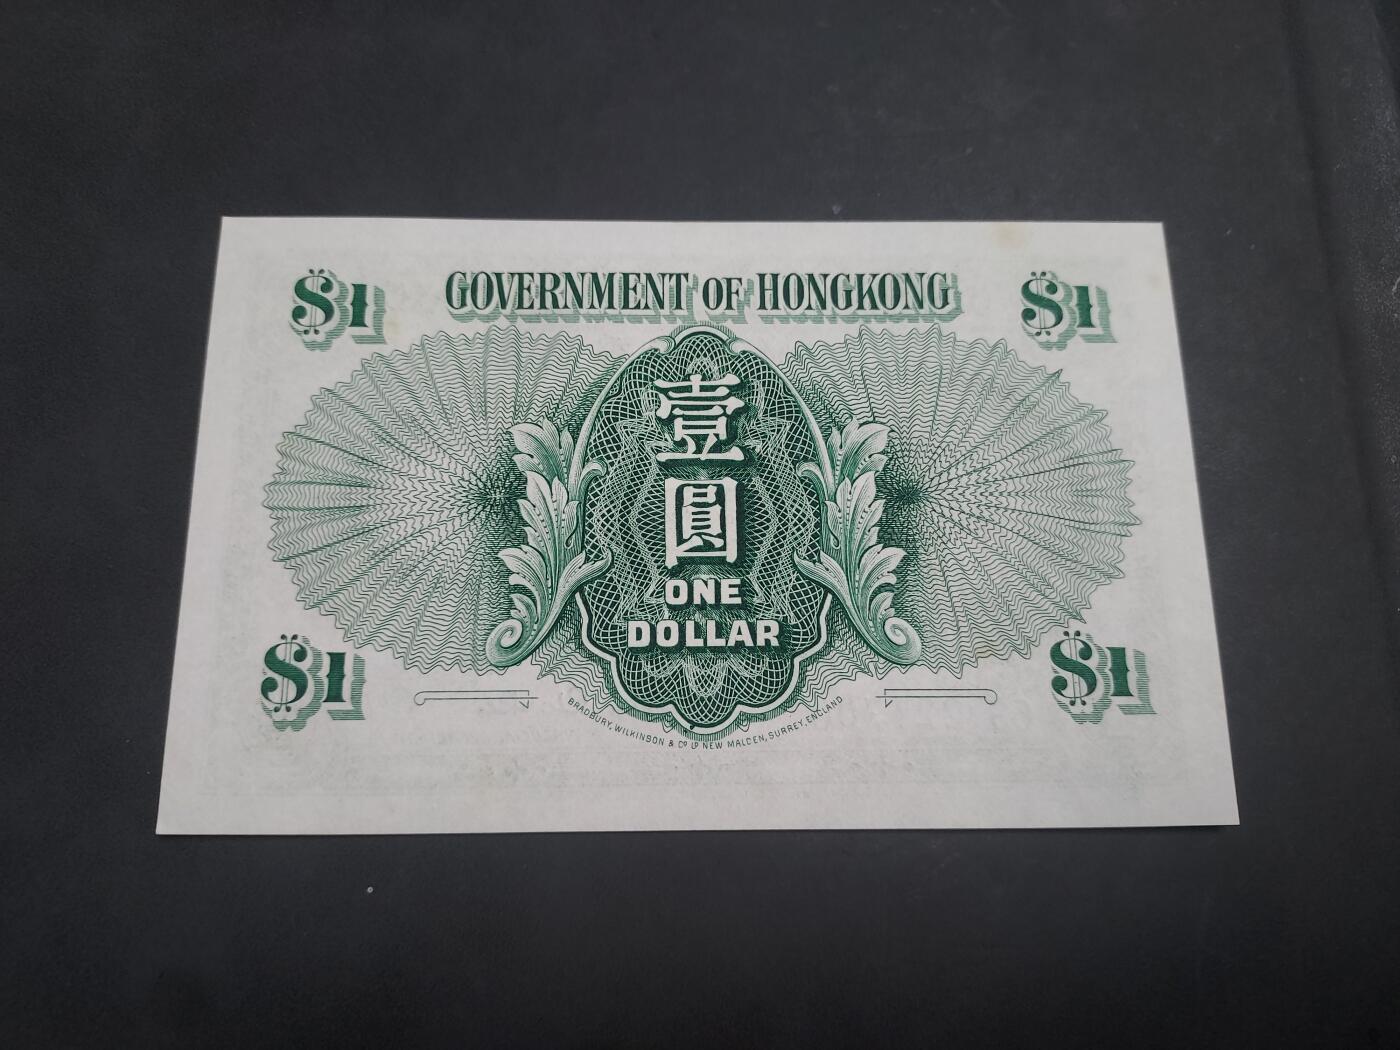 $1 GOVERNMENT OF HONGKONG $1
壹
圓
ONE
DOLLAR
$1 $1
BRADBURY, WILKINSON & Cº Lᴰ NEW MALDEN, SURREY, ENGLAND